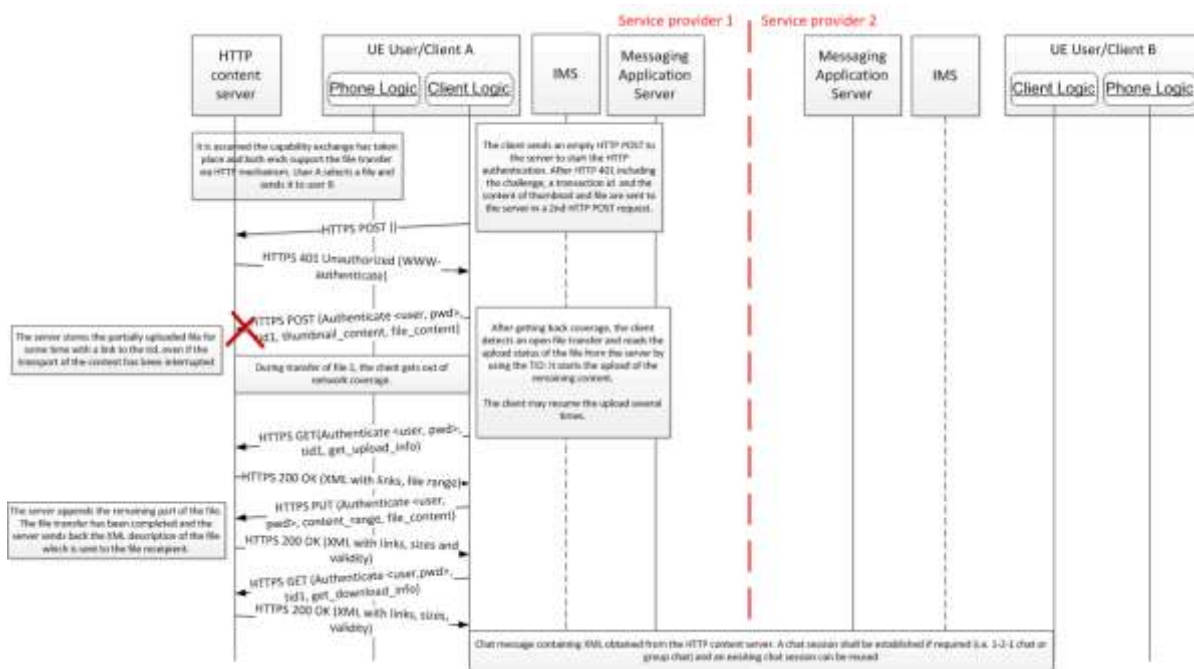 Service provider 1
Service provider 2
HTTP
content
server
UE User/Client A
Phone Logic
Client Logic
IMS
Messaging
Application
Server
Messaging
Application
Server
IMS
UE User/Client B
Client Logic
Phone Logic
It is assumed the capability exchange has taken
place and both ends support the file transfer
via HTTP mechanism. User A selects a file and
sends it to user B.
The client sends an empty HTTP POST to
the server to start the HTTP
authentication. After HTTP 401 including
the challenge, a transaction id and the
content of thumbnail and file are sent to
the server in a 2nd HTTP POST request.
HTTPS POST ()
HTTPS 401 Unauthorized (WWW-
authenticate)
HTTPS POST (Authenticate <user, pwd>,
tid1, thumbnail_content, file_content)
The server stores the partially uploaded file for
some time with a link to the tid, even if the
transport of the content has been interrupted
During transfer of file 1, the client gets out of
network coverage.
After getting back coverage, the client
detects an open file transfer and reads the
upload status of the file from the server by
using the TID. It starts the upload of the
remaining content.
The client may resume the upload several
times.
HTTPS GET(Authenticate <user, pwd>,
tid1, get_upload_info)
HTTPS 200 OK (XML with links, file range)
HTTPS PUT (Authenticate <user,
pwd>, content_range, file_content)
The server appends the remaining part of the file.
The file transfer has been completed and the
server sends back the XML description of the file
which is sent to the file receipient.
HTTPS 200 OK (XML with links, sizes and
validity)
HTTPS GET (Authenticate <user,pwd>,
tid1, get_download_info)
HTTPS 200 OK (XML with links, sizes,
validity)
Chat message containing XML obtained from the HTTP content server. A chat session shall be established if required (i.e. 1-2-1 chat or
group chat) and an existing chat session can be reused